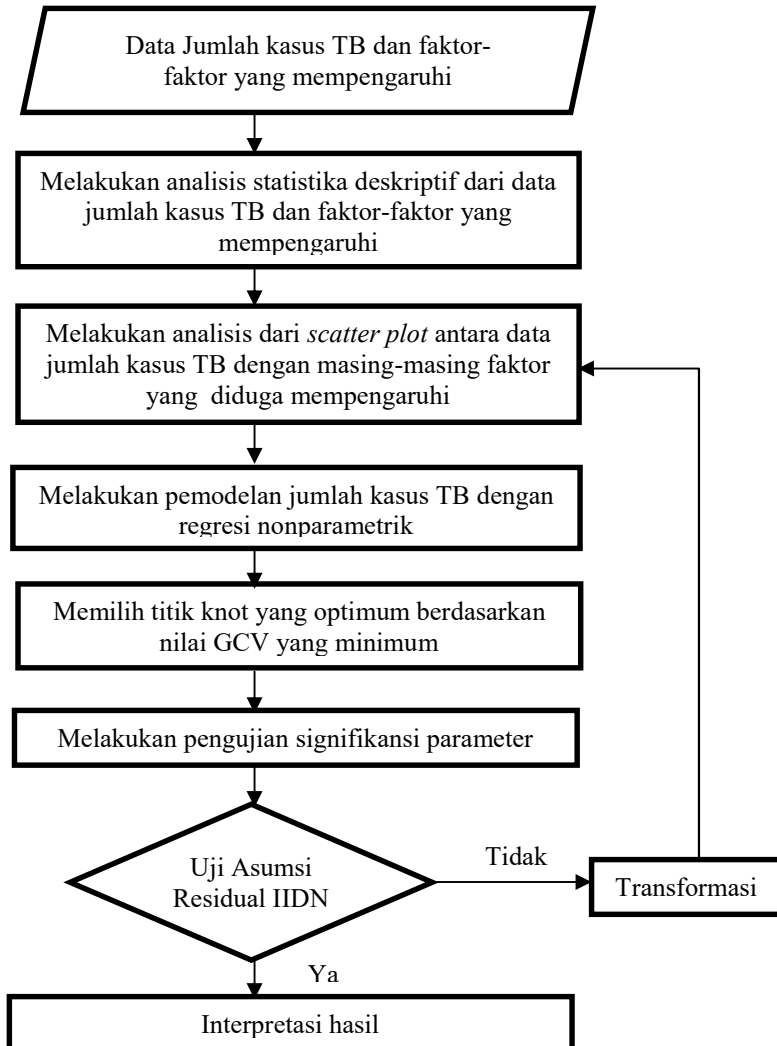 Data Jumlah kasus TB dan faktor-
faktor yang mempengaruhi
Melakukan analisis statistika deskriptif dari data
jumlah kasus TB dan faktor-faktor yang
mempengaruhi
Melakukan analisis dari scatter plot antara data
jumlah kasus TB dengan masing-masing faktor
yang diduga mempengaruhi
Melakukan pemodelan jumlah kasus TB dengan
regresi nonparametrik
Memilih titik knot yang optimum berdasarkan
nilai GCV yang minimum
Melakukan pengujian signifikansi parameter
Uji Asumsi
Residual IIDN
Tidak
Transformasi
Ya
Interpretasi hasil